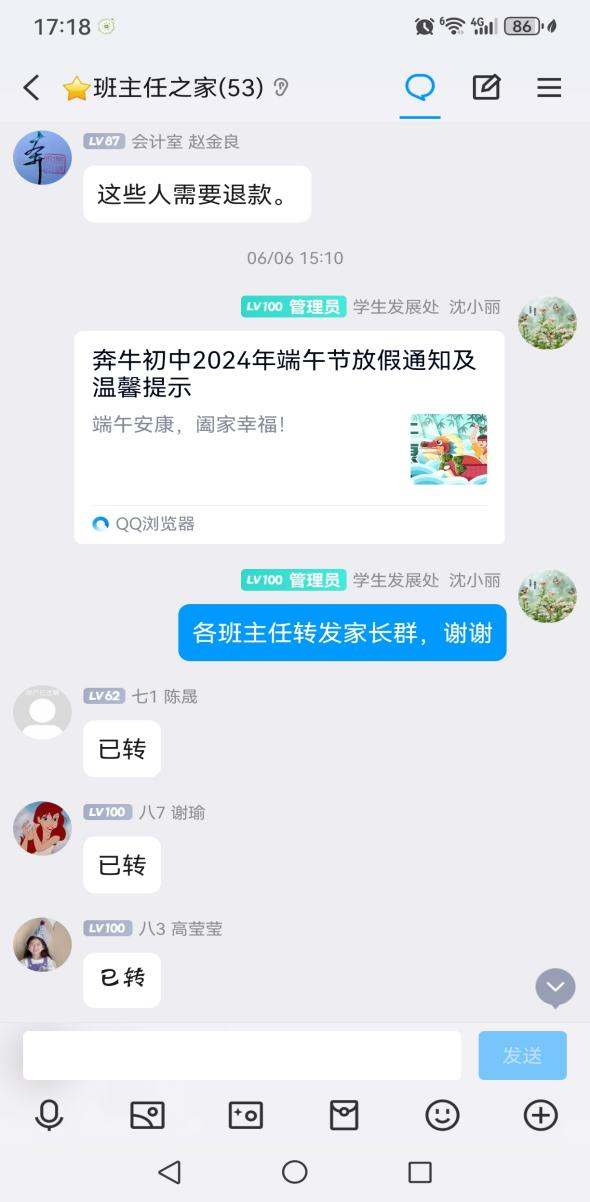 17:18
6
4G
86
班主任之家(53)
LV87 会计室 赵金良
这些人需要退款。
06/06 15:10
LV100 管理员 学生发展处 沈小丽
奔牛初中2024年端午节放假通知及
温馨提示
端午安康，阖家幸福！
QQ浏览器
LV100 管理员 学生发展处 沈小丽
各班主任转发家长群，谢谢
LV62 七1 陈晟
已转
LV100 八7 谢瑜
已转
LV100 八3 高莹莹
已转
发送